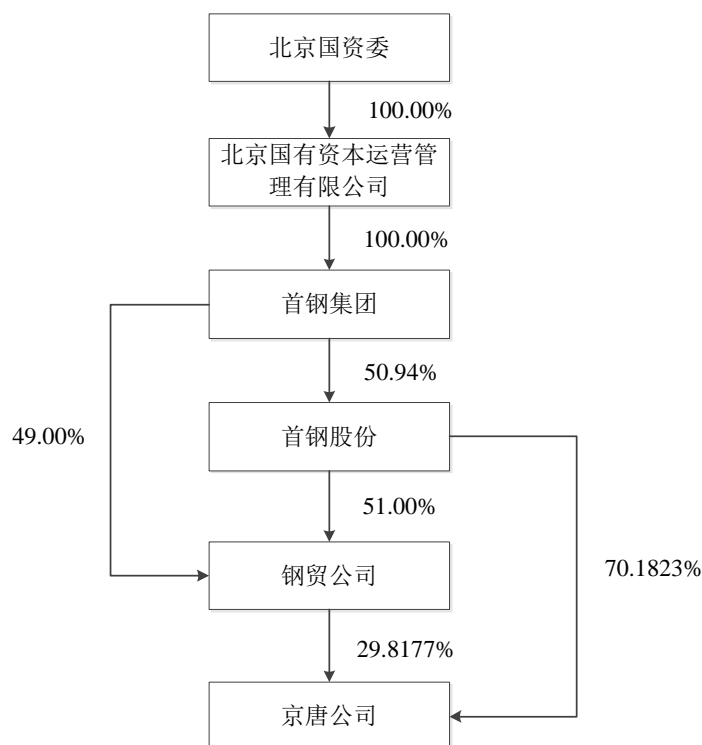 北京国资委
100.00%
北京国有资本运营管
理有限公司
100.00%
首钢集团
50.94%
49.00%
首钢股份
51.00%
70.1823%
钢贸公司
29.8177%
京唐公司